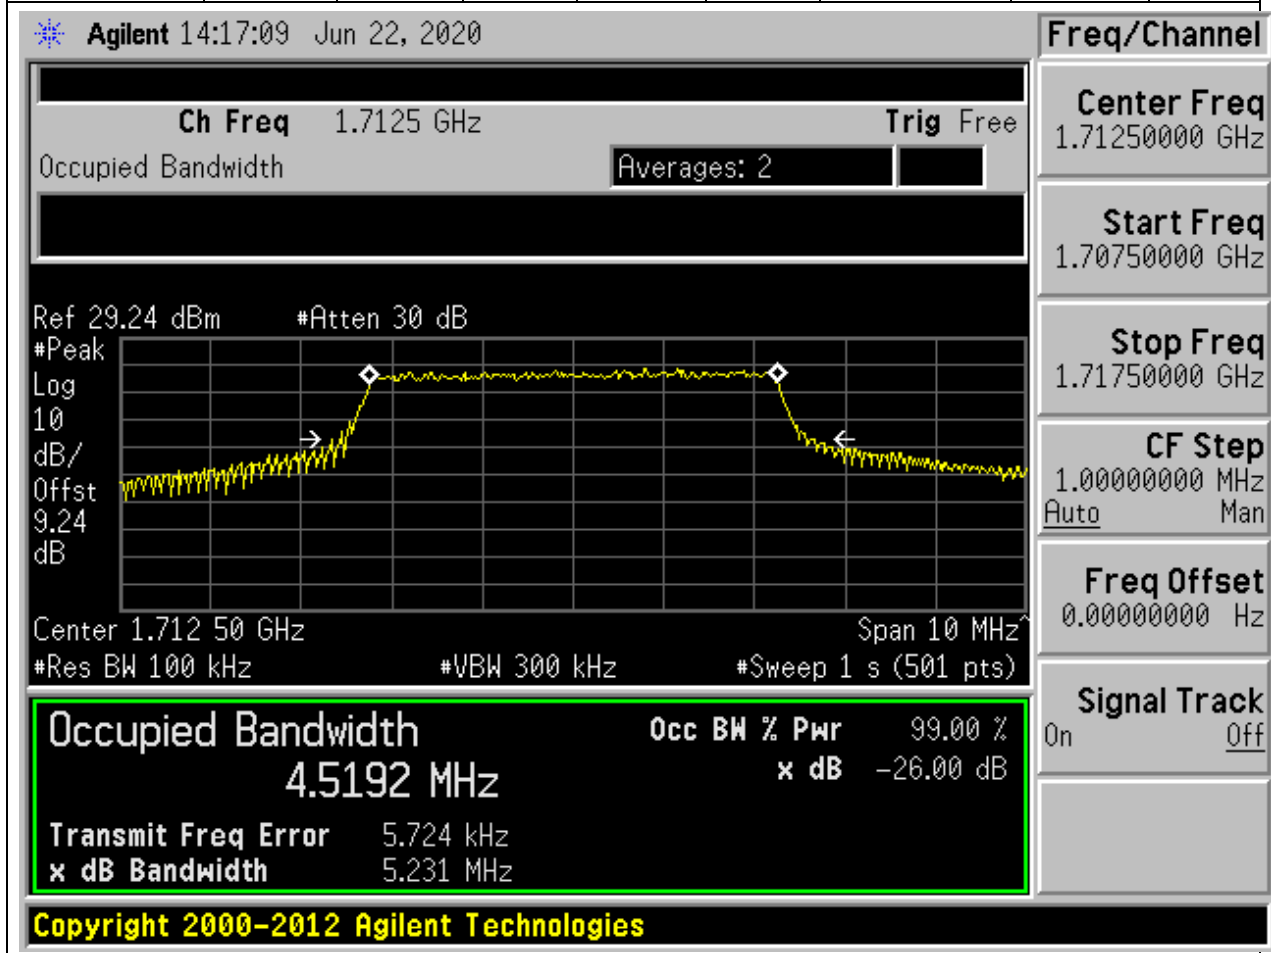 Agilent 14:17:09 Jun 22, 2020
Freq/Channel
Ch Freq 1.7125 GHz Trig Free
Occupied Bandwidth Averages: 2
Center Freq
1.71250000 GHz
Start Freq
1.70750000 GHz
Stop Freq
1.71750000 GHz
CF Step
1.00000000 MHz
Auto Man
Freq Offset
0.00000000 Hz
Signal Track
On Off
Ref 29.24 dBm #Atten 30 dB
#Peak
Log
10
dB/
Offst
9.24
dB
Center 1.712 50 GHz Span 10 MHz^
#Res BW 100 kHz #VBW 300 kHz #Sweep 1 s (501 pts)
Occupied Bandwidth Occ BW % Pwr 99.00 %
4.5192 MHz x dB -26.00 dB
Transmit Freq Error 5.724 kHz
x dB Bandwidth 5.231 MHz
Copyright 2000-2012 Agilent Technologies